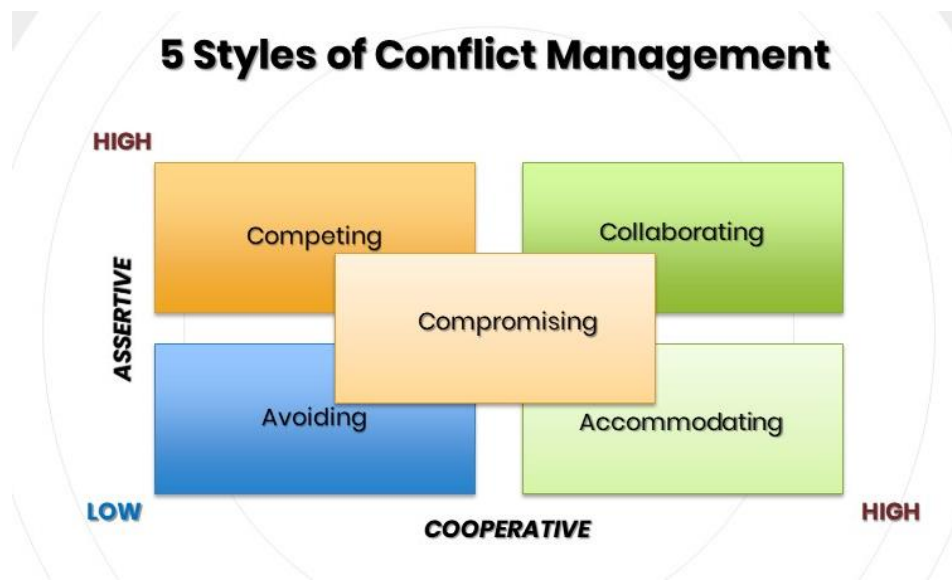 5 Styles of Conflict Management
HIGH
Competing
Collaborating
ASSERTIVE
Compromising
Avoiding
Accommodating
LOW
COOPERATIVE
HIGH